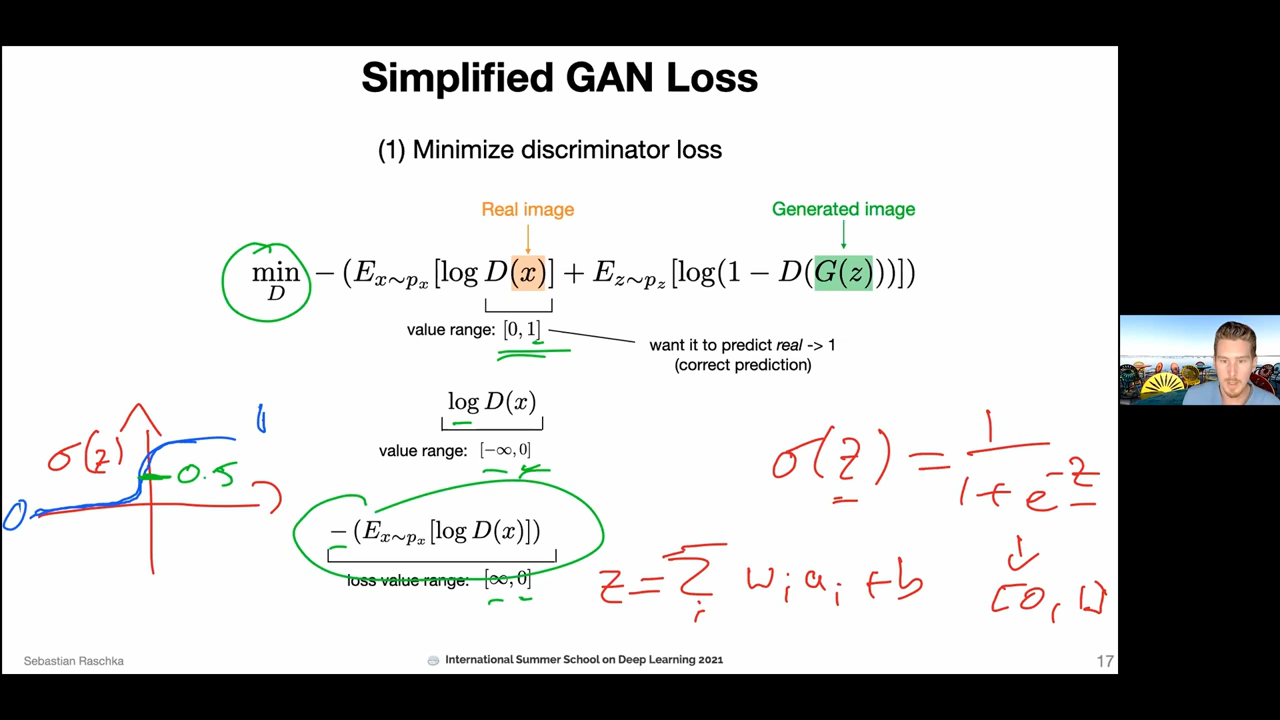 Simplified GAN Loss
(1) Minimize discriminator loss
Real image
Generated image
min_D −(E_{x∼p_x}[log D(x)] + E_{z∼p_z}[log(1 − D(G(z)))])
value range: [0, 1]
want it to predict real -> 1
(correct prediction)
log D(x)
value range: [−∞, 0]
−(E_{x∼p_x}[log D(x)])
loss value range: [∞, 0]
σ(z)
1
0.5
0
σ(z) = 1 / (1 + e^{-z})
z = Σ_i w_i a_i + b
[0, 1]
Sebastian Raschka
International Summer School on Deep Learning 2021
17